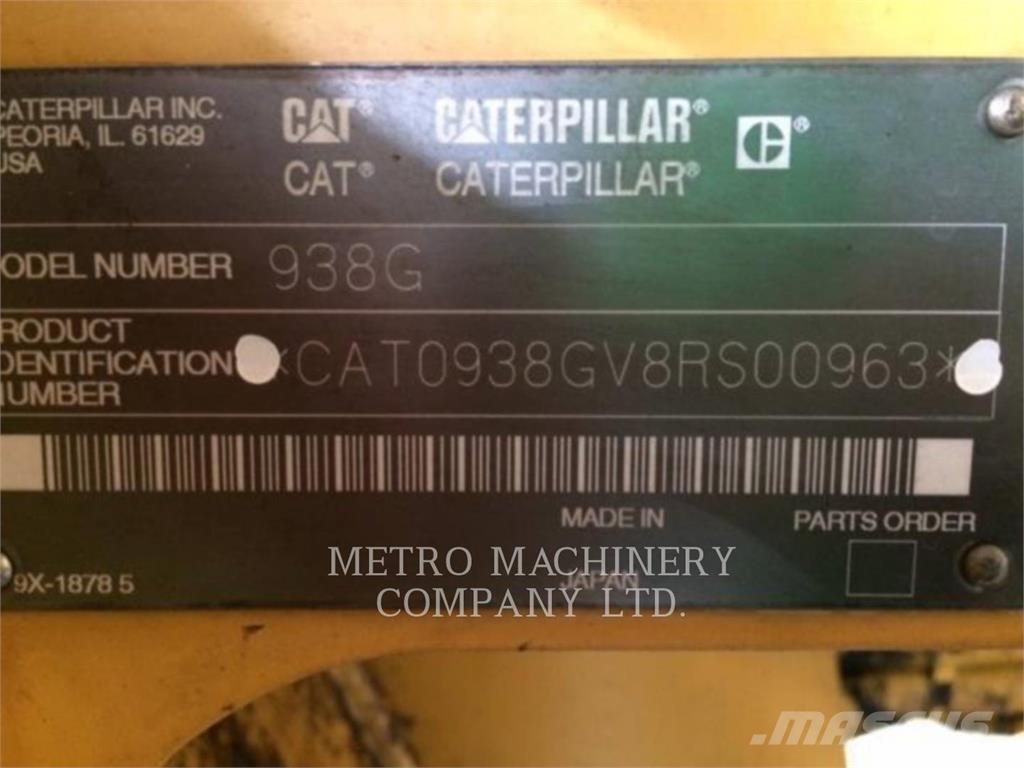 CATERPILLAR INC.
PEORIA, IL. 61629
USA
CAT® CATERPILLAR® ®
CAT® CATERPILLAR®
MODEL NUMBER 938G
PRODUCT
IDENTIFICATION
NUMBER
*CAT0938GV8RS00963*
MADE IN
JAPAN
PARTS ORDER
9X-1878 5
METRO MACHINERY
COMPANY LTD.
MASCUS